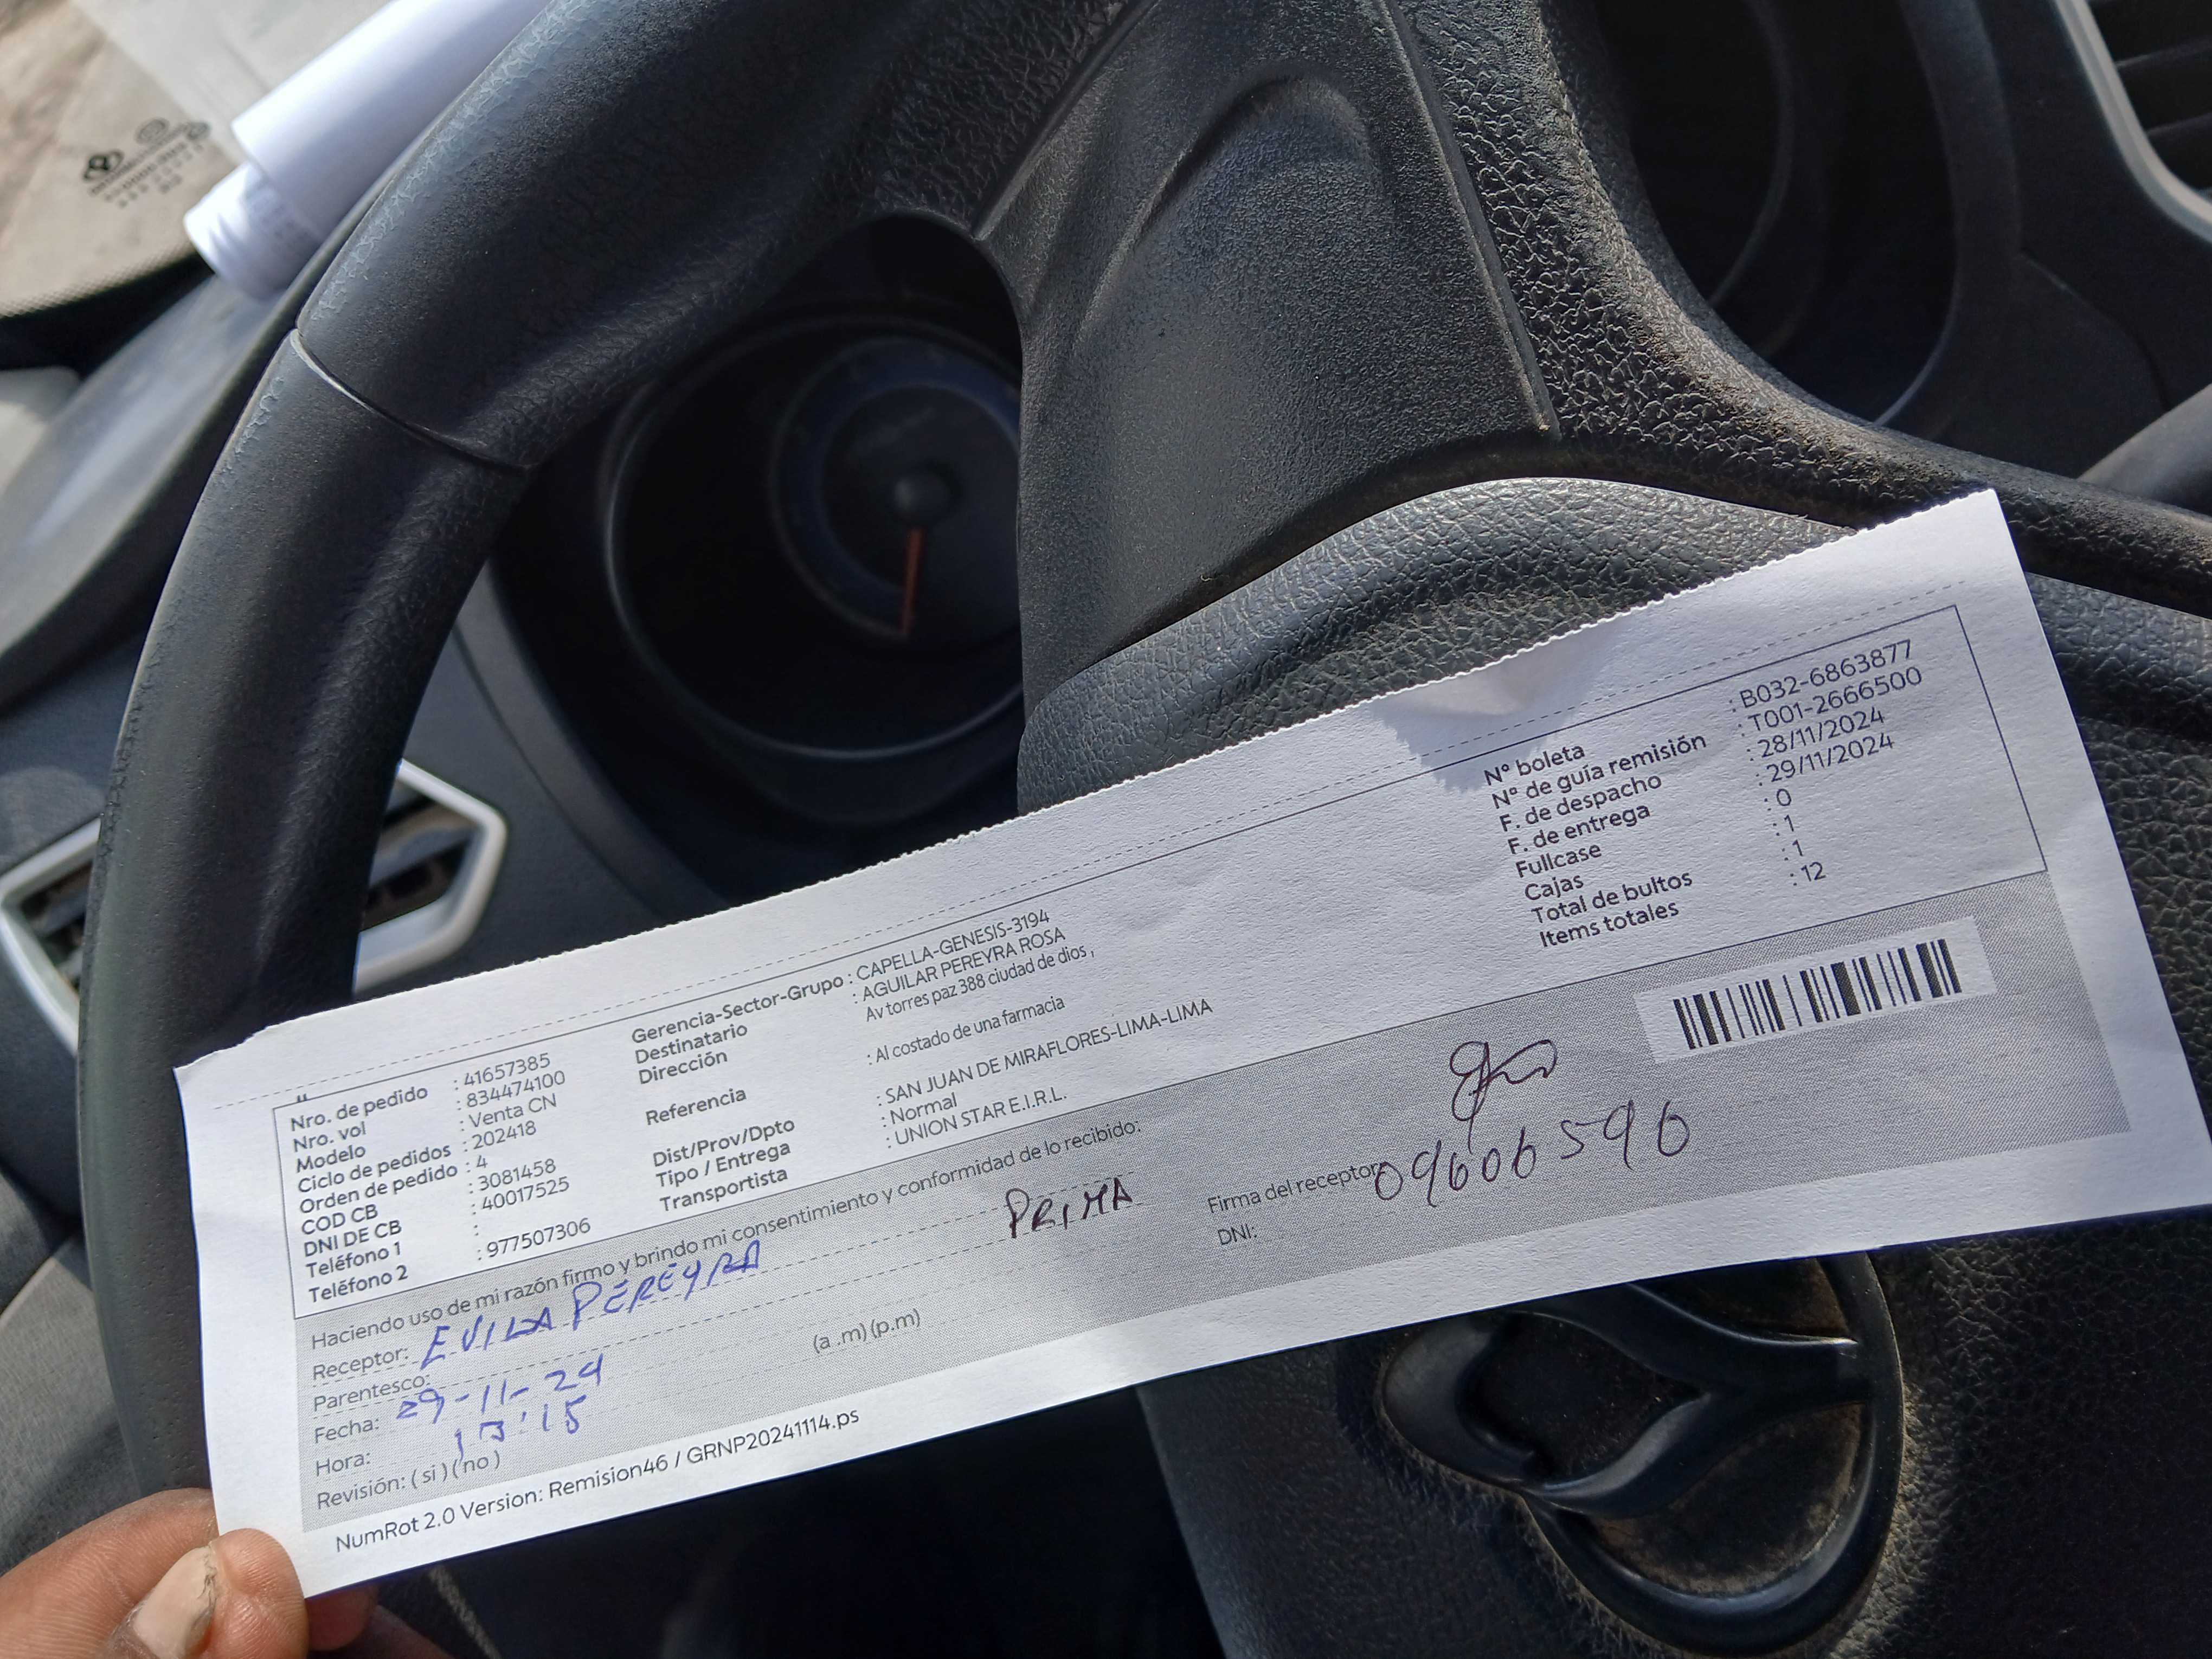 Nro. de pedido : 41657385
Nro. vol : 834474100
Modelo : Venta CN
Ciclo de pedidos : 202418
Orden de pedido : 4
COD CB : 3081458
DNI DE CB : 40017525
Teléfono 1 :
Teléfono 2 : 977507306
Gerencia-Sector-Grupo : CAPELLA-GENESIS-3194
Destinatario : AGUILAR PEREYRA ROSA
Dirección Av torres paz 388 ciudad de dios ,
Referencia : Al costado de una farmacia
Dist/Prov/Dpto : SAN JUAN DE MIRAFLORES-LIMA-LIMA
Tipo / Entrega : Normal
Transportista : UNION STAR E.I.R.L.
N° boleta : B032-6863877
N° de guía remisión : T001-2666500
F. de despacho : 28/11/2024
F. de entrega : 29/11/2024
Fullcase : 0
Cajas : 1
Total de bultos : 1
Items totales : 12
Haciendo uso de mi razón firmo y brindo mi consentimiento y conformidad de lo recibido:
Receptor: EVILA PEREYRA
Parentesco: PRIMA
Fecha: 29-11-24
Hora: 13:15 (a .m) (p.m)
Revisión: ( si ) ( no )
Firma del receptor:
DNI: 09606596
NumRot 2.0 Version: Remision46 / GRNP20241114.ps